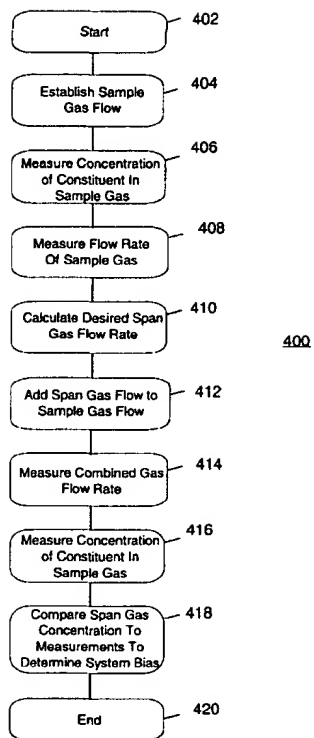 Start
402
Establish Sample
Gas Flow
404
Measure Concentration
of Constituent In
Sample Gas
406
Measure Flow Rate
Of Sample Gas
408
Calculate Desired Span
Gas Flow Rate
410
400
Add Span Gas Flow to
Sample Gas Flow
412
Measure Combined Gas
Flow Rate
414
Measure Concentration
of Constituent In
Sample Gas
416
Compare Span Gas
Concentration To
Measurements To
Determine System Bias
418
End
420